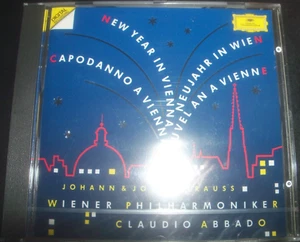 NEW YEAR IN VIENNA
NEUJAHR IN WIEN
CAPODANNO A VIENNA
NOUVEL AN A VIENNE
JOHANN & JOSEF STRAUSS
WIENER PHILHARMONIKER
CLAUDIO ABBADO